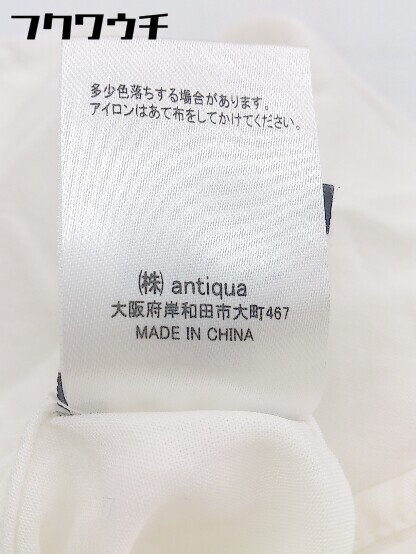 フクウウチ
多少色落ちする場合があります。
アイロンはあて布をしてかけてください。
㈱ antiqua
大阪府岸和田市大町467
MADE IN CHINA